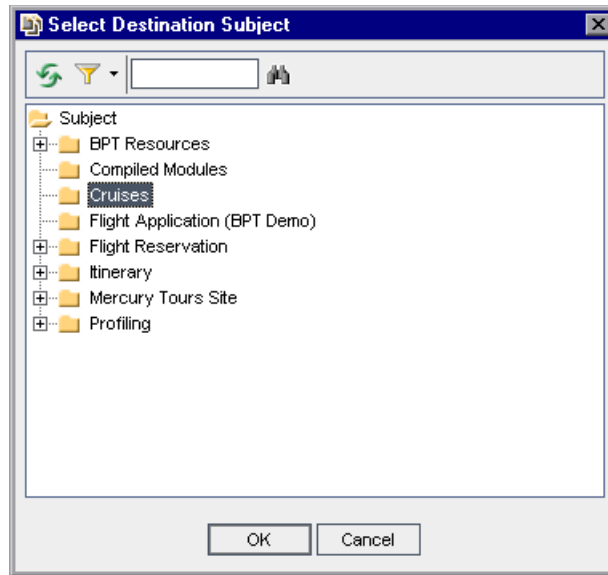 Select Destination Subject
Subject
BPT Resources
Compiled Modules
Cruises
Flight Application (BPT Demo)
Flight Reservation
Itinerary
Mercury Tours Site
Profiling
OK Cancel